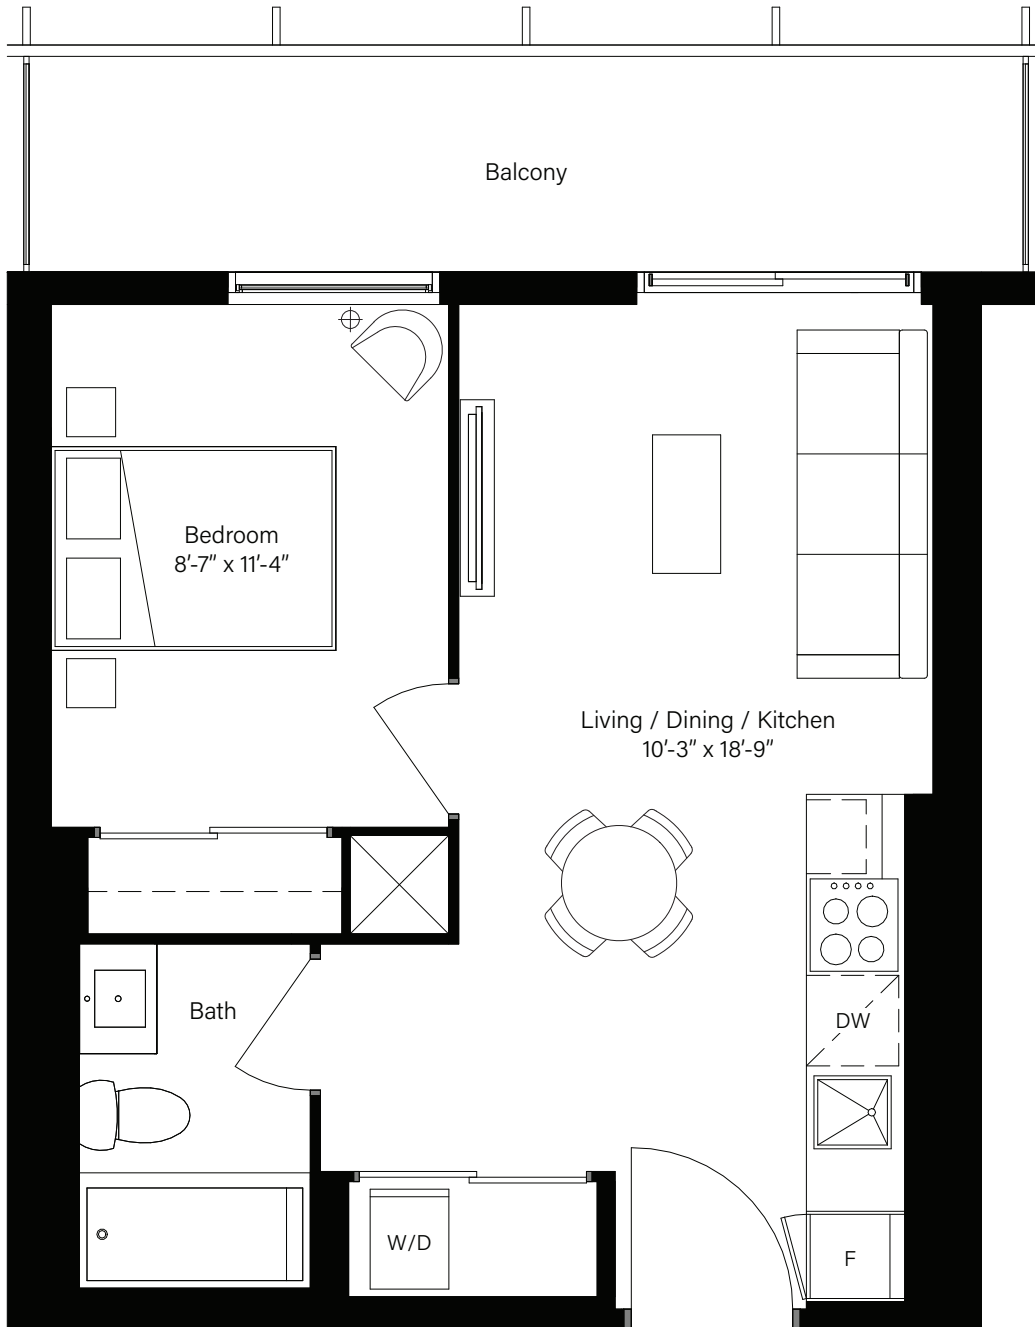 Balcony
Bedroom
8'-7" x 11'-4"
Living / Dining / Kitchen
10'-3" x 18'-9"
Bath
DW
W/D
F